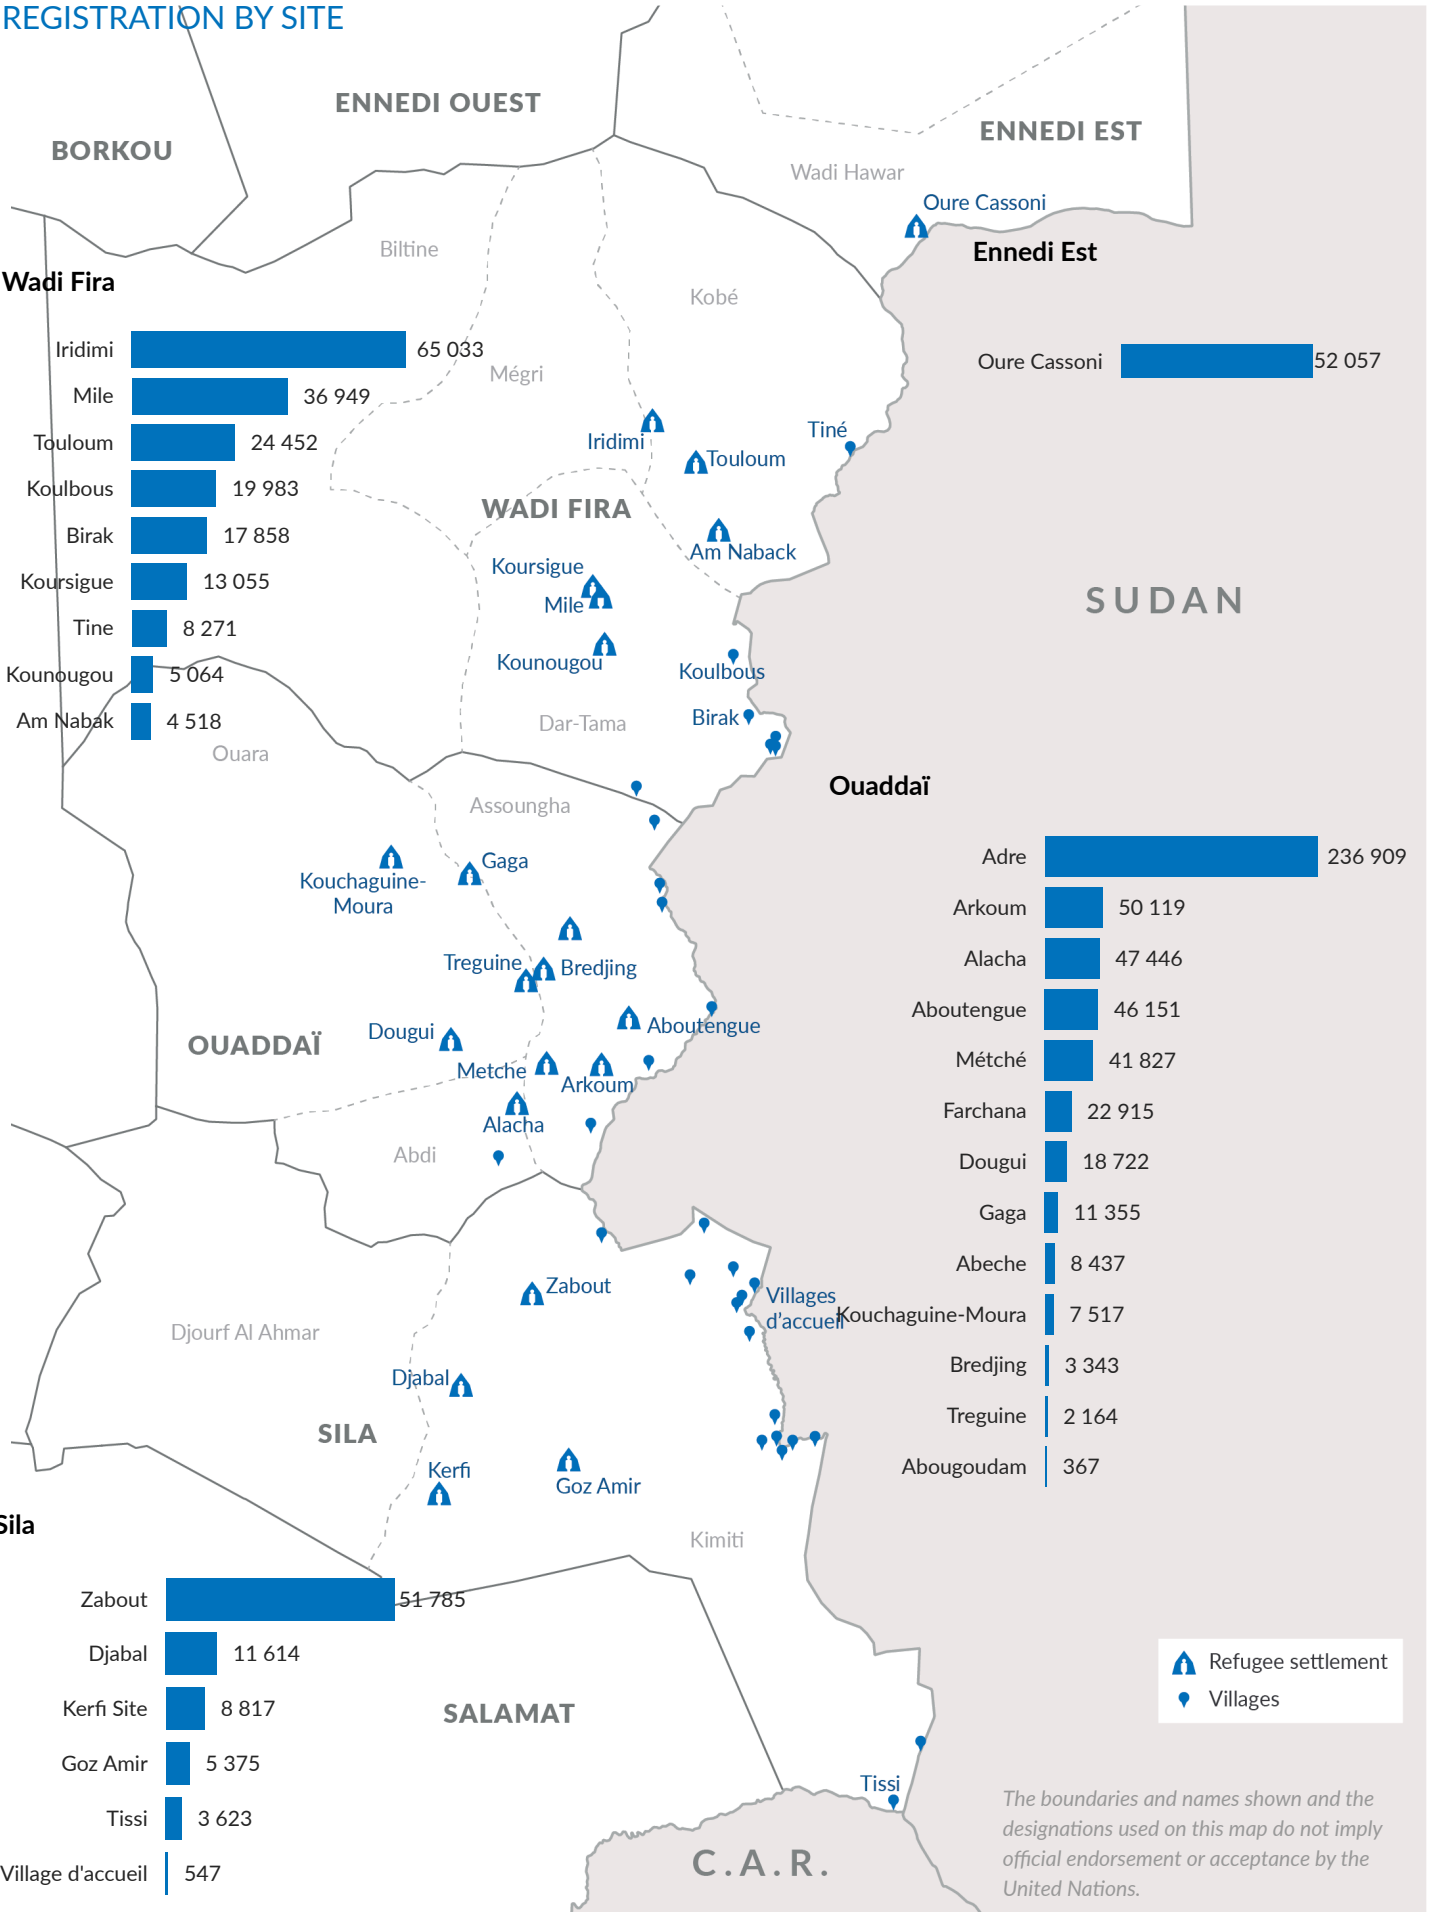 REGISTRATION BY SITE
ENNEDI OUEST
ENNEDI EST
BORKOU
Wadi Hawar
Oure Cassoni
Biltine
Kobé
Mégri
Wadi Fira
Iridimi 65 033
Mile 36 949
Touloum 24 452
Koulbous 19 983
Birak 17 858
Koursigue 13 055
Tine 8 271
Kounougou 5 064
Am Nabak 4 518
Ennedi Est
Oure Cassoni 52 057
Iridimi
Touloum
Tiné
WADI FIRA
Am Naback
Koursigue
Mile
Kounougou
Koulbous
Birak
Dar-Tama
SUDAN
Ouara
Assoungha
Gaga
Kouchaguine-
Moura
Treguine
Bredjing
Aboutengue
OUADDAÏ
Dougui
Metche
Arkoum
Alacha
Abdi
Ouaddaï
Adre 236 909
Arkoum 50 119
Alacha 47 446
Aboutengue 46 151
Métché 41 827
Farchana 22 915
Dougui 18 722
Gaga 11 355
Abeche 8 437
Kouchaguine-Moura 7 517
Bredjing 3 343
Treguine 2 164
Abougoudam 367
Zabout
Villages
d'accueil
Djourf Al Ahmar
Djabal
SILA
Kerfi
Goz Amir
Kimiti
Sila
Zabout 51 785
Djabal 11 614
Kerfi Site 8 817
Goz Amir 5 375
Tissi 3 623
Village d'accueil 547
SALAMAT
Tissi
C.A.R.
Refugee settlement
Villages
The boundaries and names shown and the
designations used on this map do not imply
official endorsement or acceptance by the
United Nations.